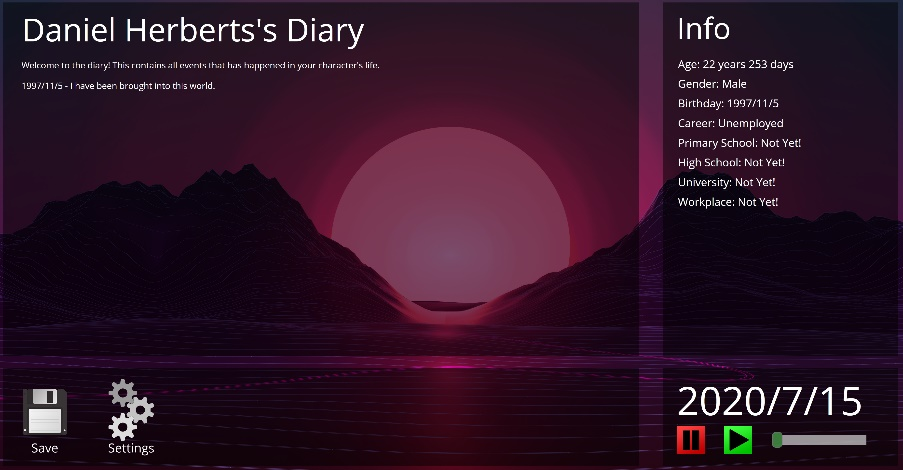 Daniel Herberts's Diary
Welcome to the diary! This contains all events that has happened in your character's life.
1997/11/5 - I have been brought into this world.
Info
Age: 22 years 253 days
Gender: Male
Birthday: 1997/11/5
Career: Unemployed
Primary School: Not Yet!
High School: Not Yet!
University: Not Yet!
Workplace: Not Yet!
2020/7/15
Save
Settings